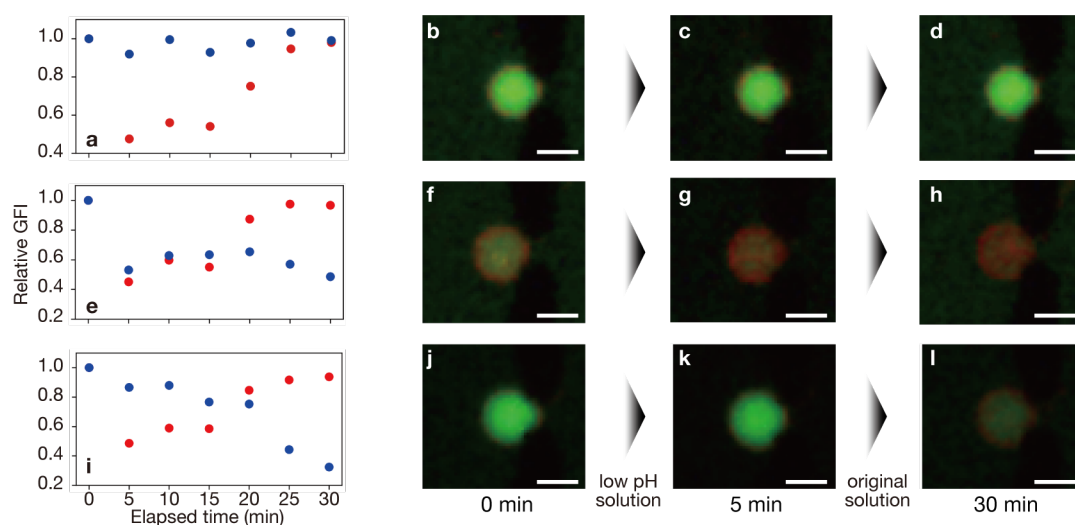 1.0
0.8
0.6
0.4
a
b
c
d
Relative GFI
1.0
0.8
0.6
0.4
0.2
e
f
g
h
1.0
0.8
0.6
0.4
0.2
i
j
k
l
0 5 10 15 20 25 30
Elapsed time (min)
0 min
low pH
solution
5 min
original
solution
30 min